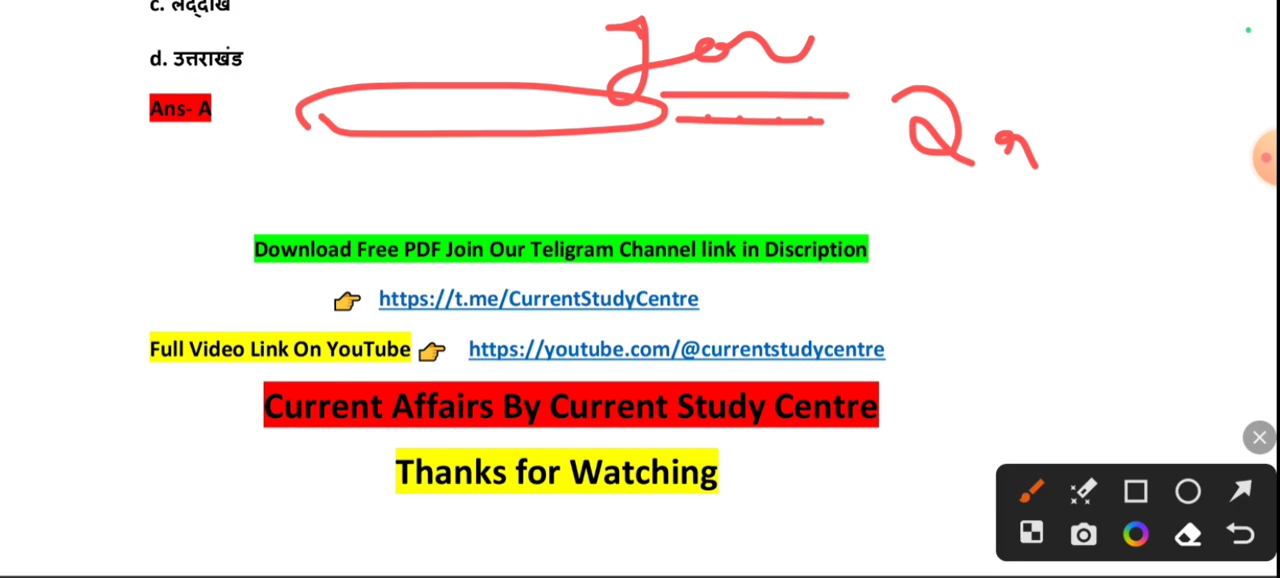 c. लद्दाख
d. उत्तराखंड
Ans- A
Download Free PDF Join Our Teligram Channel link in Discription
👉 https://t.me/CurrentStudyCentre
Full Video Link On YouTube 👉 https://youtube.com/@currentstudycentre
Current Affairs By Current Study Centre
Thanks for Watching